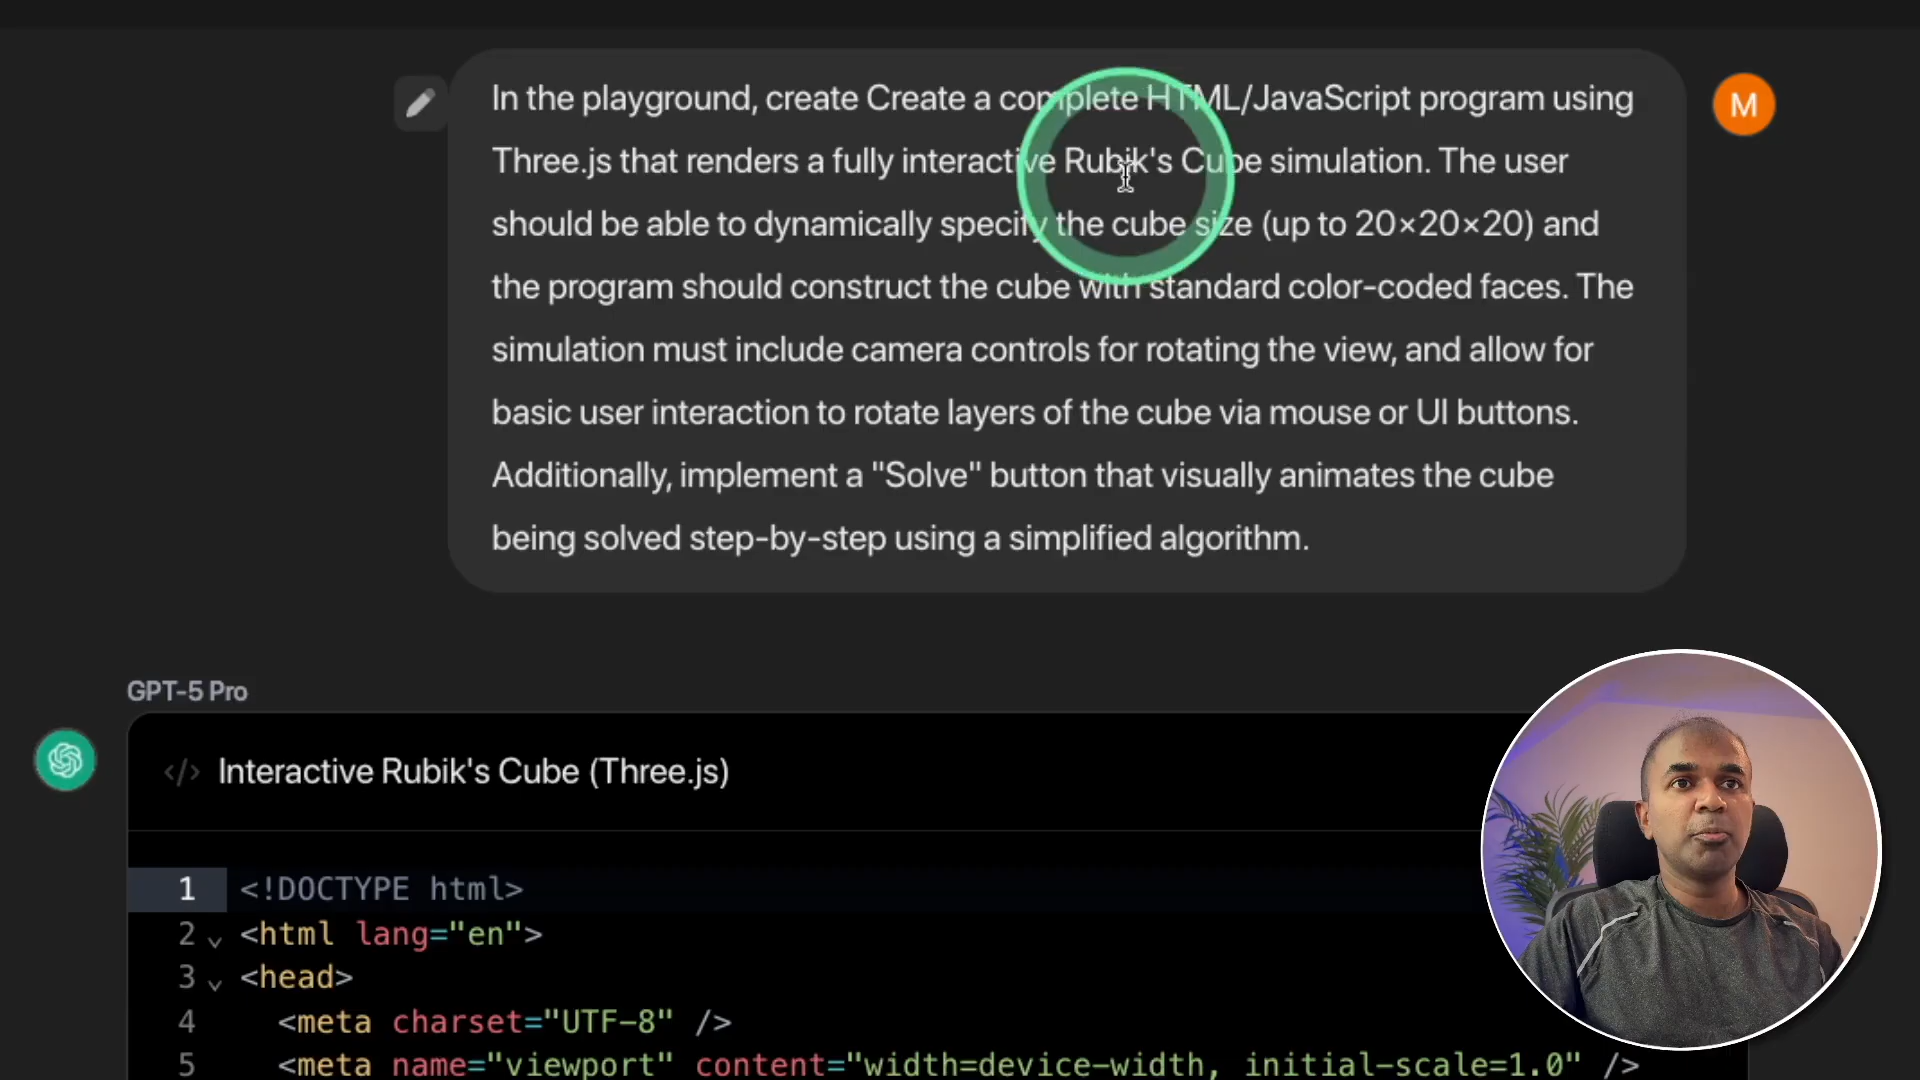 In the playground, create Create a complete HTML/JavaScript program using
Three.js that renders a fully interactive Rubik's Cube simulation. The user
should be able to dynamically specify the cube size (up to 20×20×20) and
the program should construct the cube with standard color-coded faces. The
simulation must include camera controls for rotating the view, and allow for
basic user interaction to rotate layers of the cube via mouse or UI buttons.
Additionally, implement a "Solve" button that visually animates the cube
being solved step-by-step using a simplified algorithm.
M
GPT-5 Pro
</> Interactive Rubik's Cube (Three.js)
1 <!DOCTYPE html>
2 <html lang="en">
3 <head>
4 <meta charset="UTF-8" />
5 <meta name="viewport" content="width=device-width, initial-scale=1.0" />